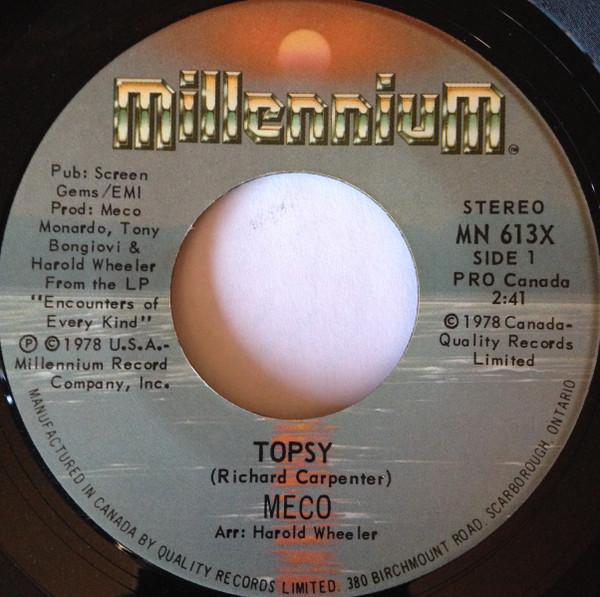 millennium
TM
Pub: Screen
Gems/EMI
Prod: Meco
Monardo, Tony
Bongiovi &
Harold Wheeler
From the LP
"Encounters of
Every Kind"
Ⓟ © 1978 U.S.A.-
Millennium Record
Company, Inc.
STEREO
MN 613X
SIDE 1
PRO Canada
2:41
© 1978 Canada-
Quality Records
Limited
TOPSY
(Richard Carpenter)
MECO
Arr: Harold Wheeler
MANUFACTURED IN CANADA BY QUALITY RECORDS LIMITED. 380 BIRCHMOUNT ROAD. SCARBOROUGH, ONTARIO